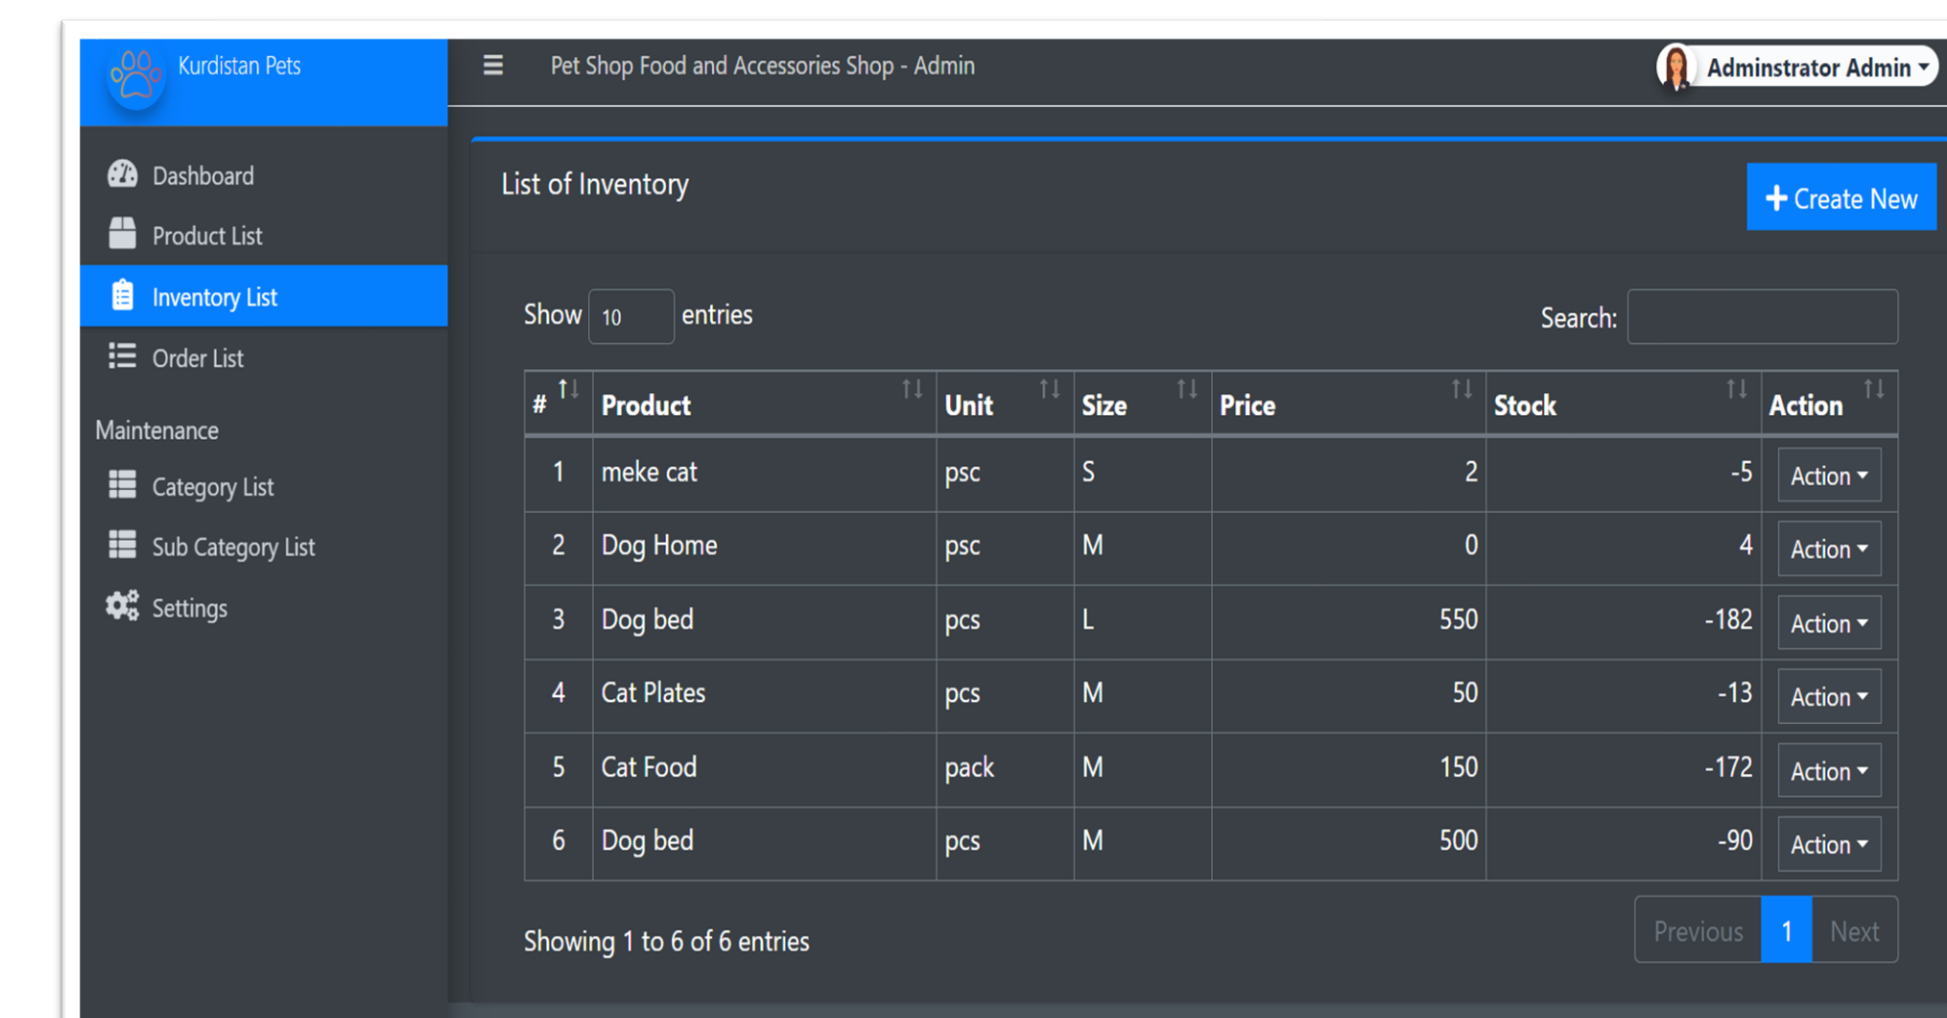 Kurdistan Pets
Pet Shop Food and Accessories Shop - Admin
Adminstrator Admin
Dashboard
Product List
Inventory List
Order List
Maintenance
Category List
Sub Category List
Settings
List of Inventory
Create New
Show 10 entries
Search:
# Product Unit Size Price Stock Action
1 meke cat psc S 2 -5 Action
2 Dog Home psc M 0 4 Action
3 Dog bed pcs L 550 -182 Action
4 Cat Plates pcs M 50 -13 Action
5 Cat Food pack M 150 -172 Action
6 Dog bed pcs M 500 -90 Action
Showing 1 to 6 of 6 entries
Previous 1 Next